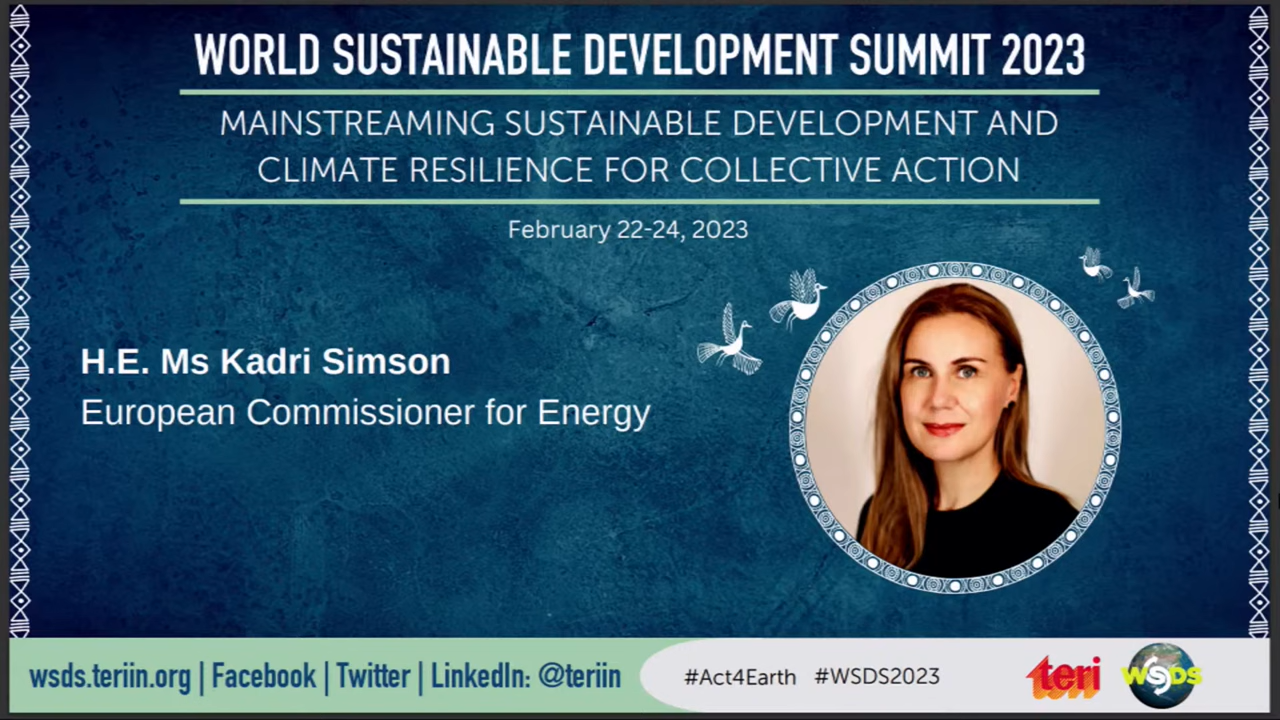 WORLD SUSTAINABLE DEVELOPMENT SUMMIT 2023
MAINSTREAMING SUSTAINABLE DEVELOPMENT AND
CLIMATE RESILIENCE FOR COLLECTIVE ACTION
February 22-24, 2023
H.E. Ms Kadri Simson
European Commissioner for Energy
wsds.teriin.org | Facebook | Twitter | LinkedIn: @teriin
#Act4Earth #WSDS2023
teri
WSDS